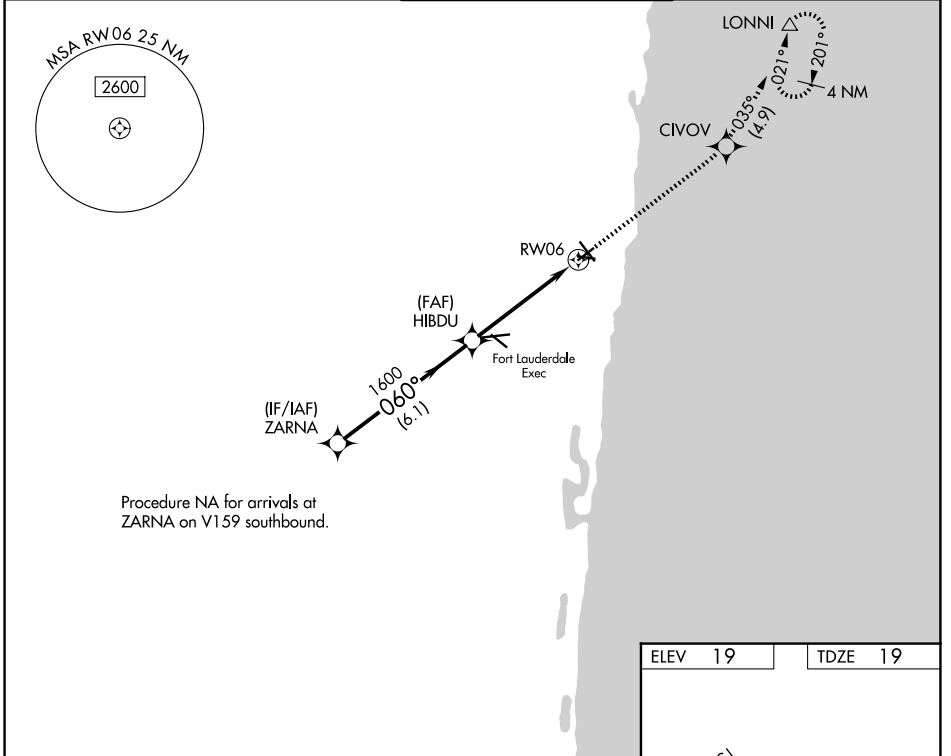 MSA RW06 25 NM
2600
LONNI
021°
201°
4 NM
035°
(4.9)
CIVOV
RW06
(FAF)
HIBDU
Fort Lauderdale
Exec
1600
060°
(6.1)
(IF/IAF)
ZARNA
Procedure NA for arrivals at
ZARNA on V159 southbound.
ELEV 19
TDZE 19